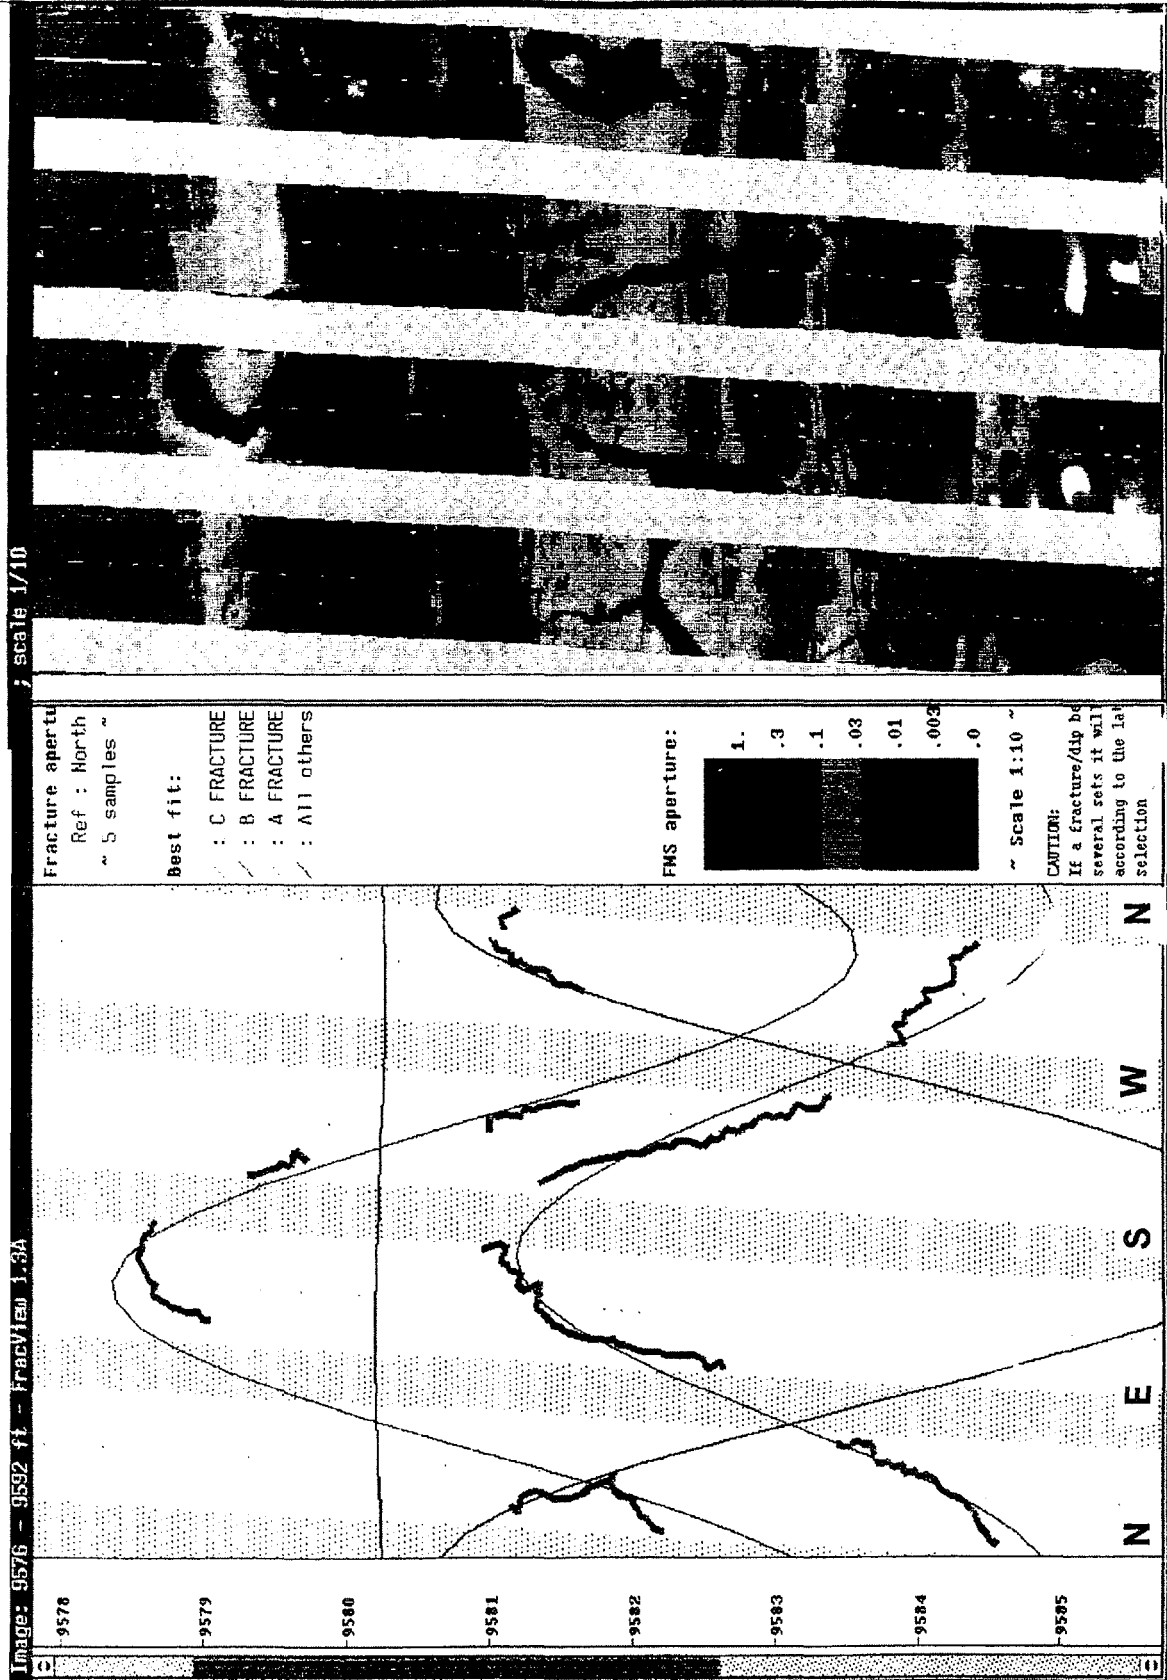 Image: 9576 - 9592 ft - FracView 1.3A
; scale 1/10
9578
9579
9580
9581
9582
9583
9584
9585
N
E
S
W
N
Fracture apertu
Ref : North
~ 5 samples ~
Best fit:
: C FRACTURE
: B FRACTURE
: A FRACTURE
: All others
FMS aperture:
1.
.3
.1
.03
.01
.003
.0
~ Scale 1:10 ~
CAUTION:
If a fracture/dip be
several sets it will
according to the lat
selection